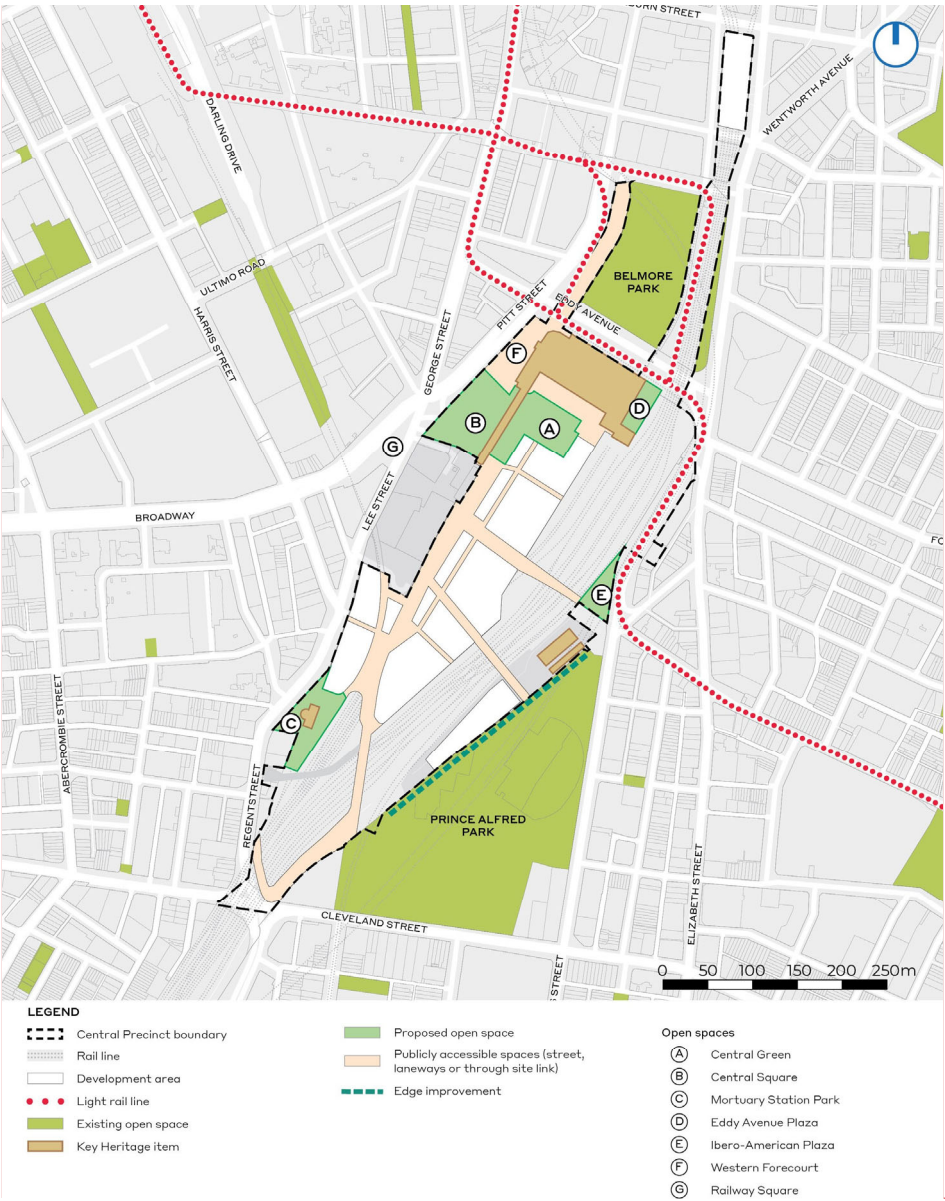 BURN STREET
WENTWORTH AVENUE
DARLING DRIVE
BELMORE
PARK
ULTIMO ROAD
PITT STREET
EDDY AVENUE
HARRIS STREET
GEORGE STREET
F
D
B
A
G
LEE STREET
BROADWAY
FO
E
C
ABERCROMBIE STREET
REGENT STREET
PRINCE ALFRED
PARK
ELIZABETH STREET
CLEVELAND STREET
S STREET
0 50 100 150 200 250m
LEGEND
Central Precinct boundary
Rail line
Development area
Light rail line
Existing open space
Key Heritage item
Proposed open space
Publicly accessible spaces (street,
laneways or through site link)
Edge improvement
Open spaces
A Central Green
B Central Square
C Mortuary Station Park
D Eddy Avenue Plaza
E Ibero-American Plaza
F Western Forecourt
G Railway Square